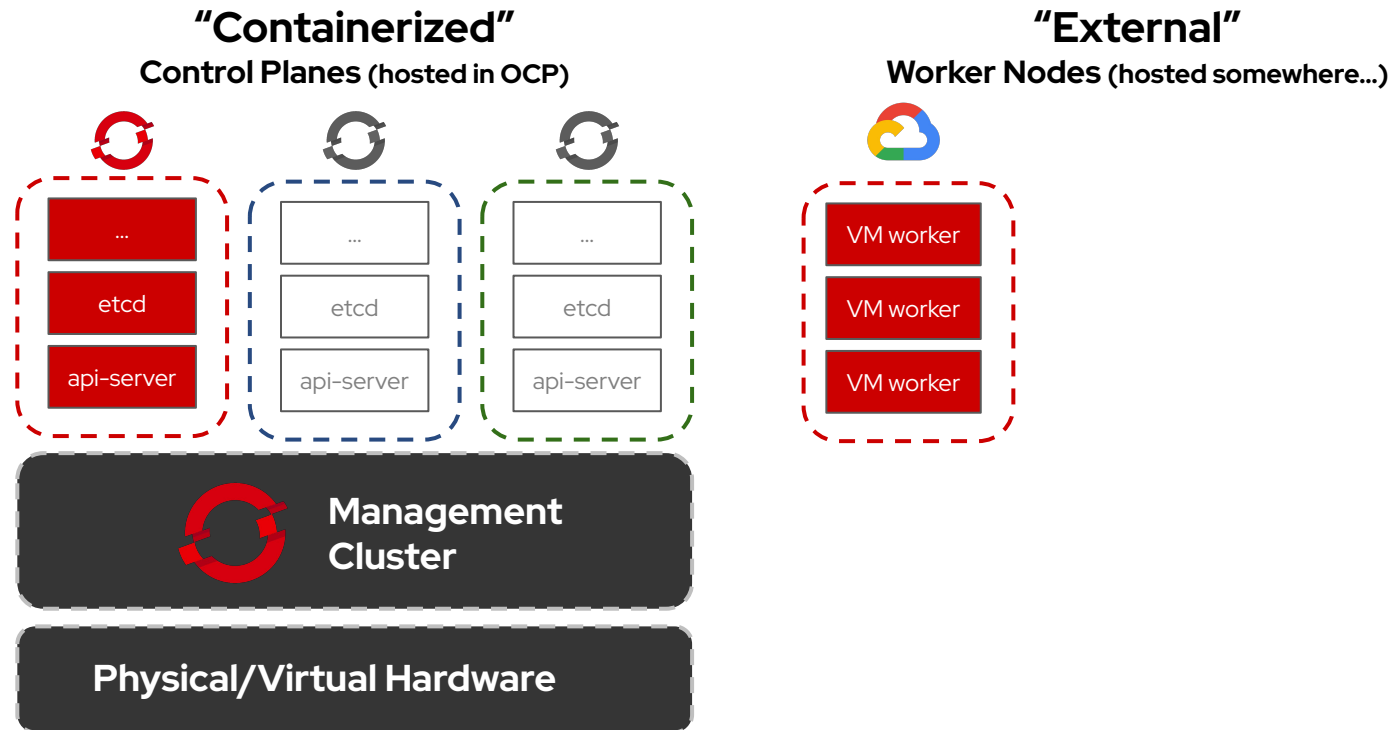 “Containerized”
Control Planes (hosted in OCP)
“External”
Worker Nodes (hosted somewhere...)
...
etcd
api-server
...
etcd
api-server
...
etcd
api-server
VM worker
VM worker
VM worker
Management
Cluster
Physical/Virtual Hardware